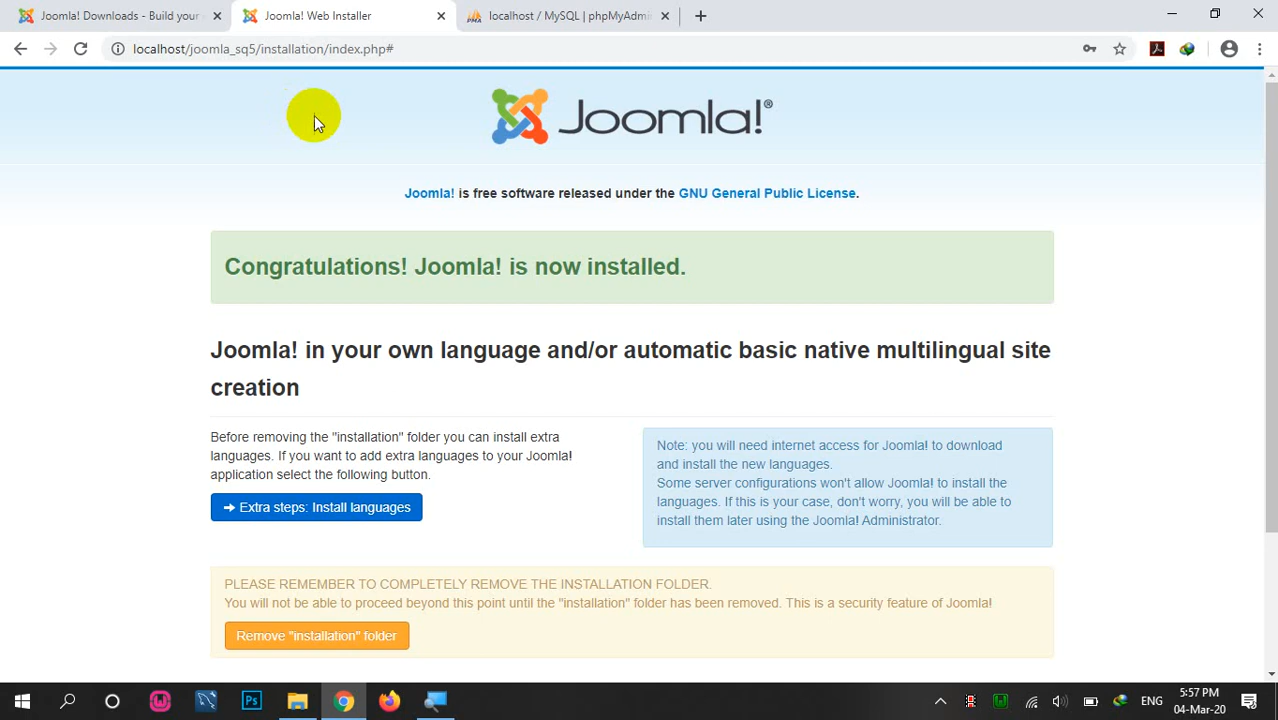 Joomla! Downloads - Build your
Joomla! Web Installer
localhost / MySQL | phpMyAdmi
localhost/joomla_sq5/installation/index.php#
Joomla!®
Joomla! is free software released under the GNU General Public License.
Congratulations! Joomla! is now installed.
Joomla! in your own language and/or automatic basic native multilingual site
creation
Before removing the "installation" folder you can install extra
languages. If you want to add extra languages to your Joomla!
application select the following button.
Extra steps: Install languages
Note: you will need internet access for Joomla! to download
and install the new languages.
Some server configurations won't allow Joomla! to install the
languages. If this is your case, don't worry, you will be able to
install them later using the Joomla! Administrator.
PLEASE REMEMBER TO COMPLETELY REMOVE THE INSTALLATION FOLDER.
You will not be able to proceed beyond this point until the "installation" folder has been removed. This is a security feature of Joomla!
Remove "installation" folder
Ps
ENG
5:57 PM
04-Mar-20